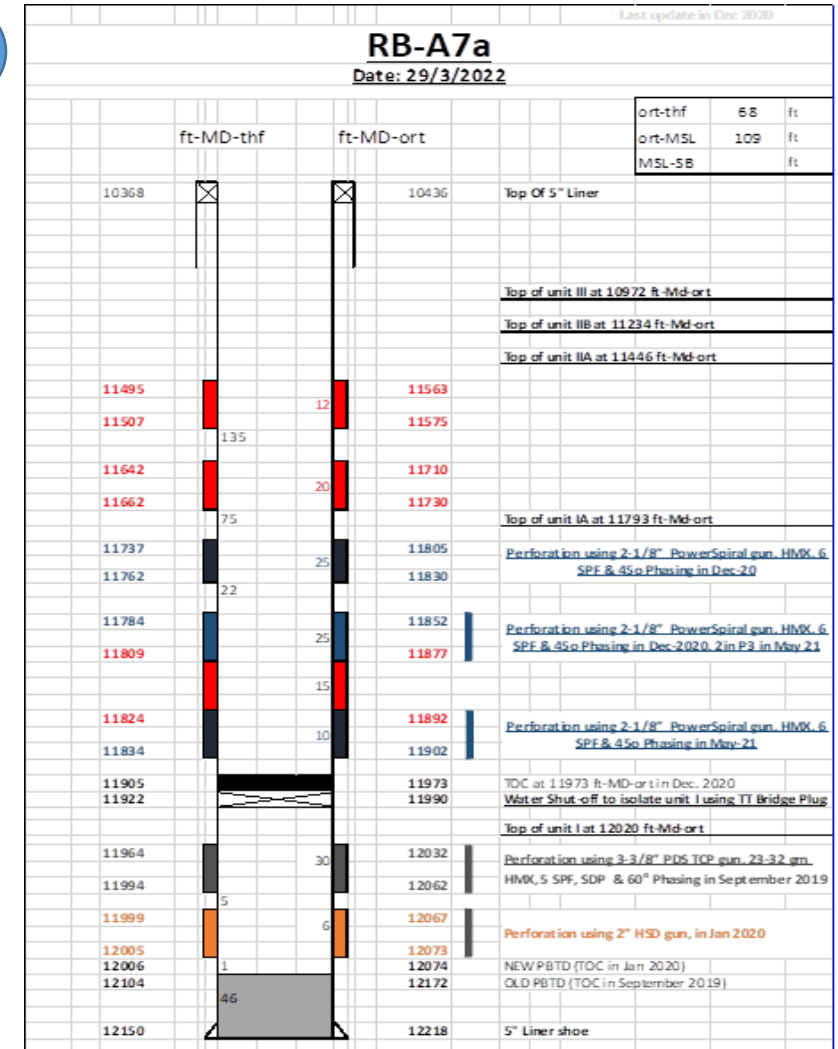 Last update in Dec 2020
RB-A7a
Date: 29/3/2022
ort-thf 68 ft
ft-MD-thf ft-MD-ort ort-MSL 109 ft
MSL-SB ft
10368 10436 Top Of 5" Liner
Top of unit III at 10972 ft-Md-ort
Top of unit IIB at 11234 ft-Md-ort
Top of unit IIA at 11446 ft-Md-ort
11495 11563
12
11507 11575
135
11642 11710
20
11662 11730
75 Top of unit IA at 11793 ft-Md-ort
11737 11805 Perforation using 2-1/8" PowerSpiral gun, HMX, 6
25
11762 11830 SPF & 45o Phasing in Dec-20
22
11784 11852 Perforation using 2-1/8" PowerSpiral gun, HMX, 6
25
11809 11877 SPF & 45o Phasing in Dec-2020, 2in P3 in May 21
15
11824 11892 Perforation using 2-1/8" PowerSpiral gun, HMX, 6
10
11834 11902 SPF & 45o Phasing in May-21
11905 11973 TOC at 11973 ft-MD-ort in Dec. 2020
11922 11990 Water Shut-off to isolate unit I using TT Bridge Plug
Top of unit I at 12020 ft-Md-ort
11964 12032 Perforation using 3-3/8" PDS TCP gun, 23-32 gm
30
11994 12062 HMX, 5 SPF, SDP & 60° Phasing in September 2019
5
11999 12067
6 Perforation using 2" HSD gun, in Jan 2020
12005 12073
12006 1 12074 NEW PBTD (TOC in Jan 2020)
12104 12172 OLD PBTD (TOC in September 2019)
46
12150 12218 5" Liner shoe